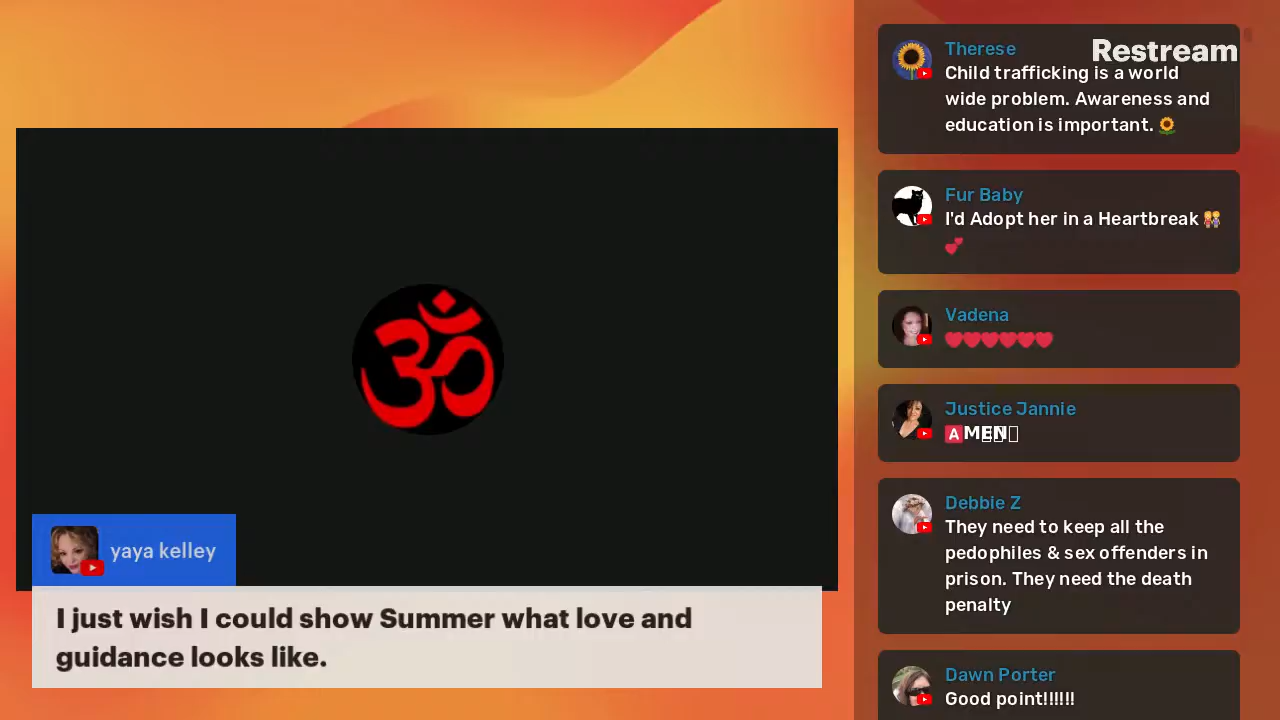 ॐ
yaya kelley
I just wish I could show Summer what love and
guidance looks like.
Restream
Therese
Child trafficking is a world
wide problem. Awareness and
education is important. 🌻
Fur Baby
I'd Adopt her in a Heartbreak 👭
💕
Vadena
❤️❤️❤️❤️❤️❤️
Justice Jannie
🅰MEN
Debbie Z
They need to keep all the
pedophiles & sex offenders in
prison. They need the death
penalty
Dawn Porter
Good point!!!!!!